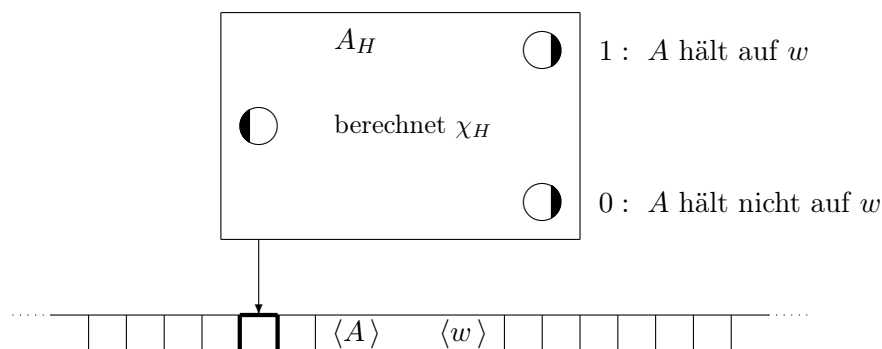 A_H
1 : A hält auf w
berechnet χ_H
0 : A hält nicht auf w
⟨A⟩ ⟨w⟩